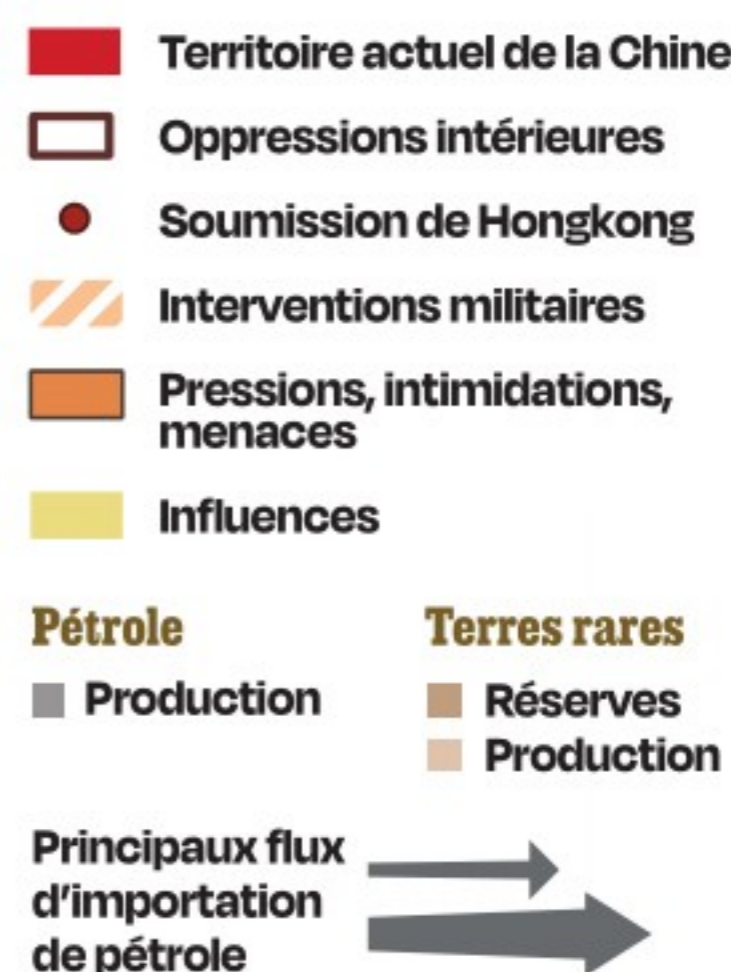 Territoire actuel de la Chine
Oppressions intérieures
Soumission de Hongkong
Interventions militaires
Pressions, intimidations,
menaces
Influences
Pétrole
Production
Terres rares
Réserves
Production
Principaux flux
d'importation
de pétrole